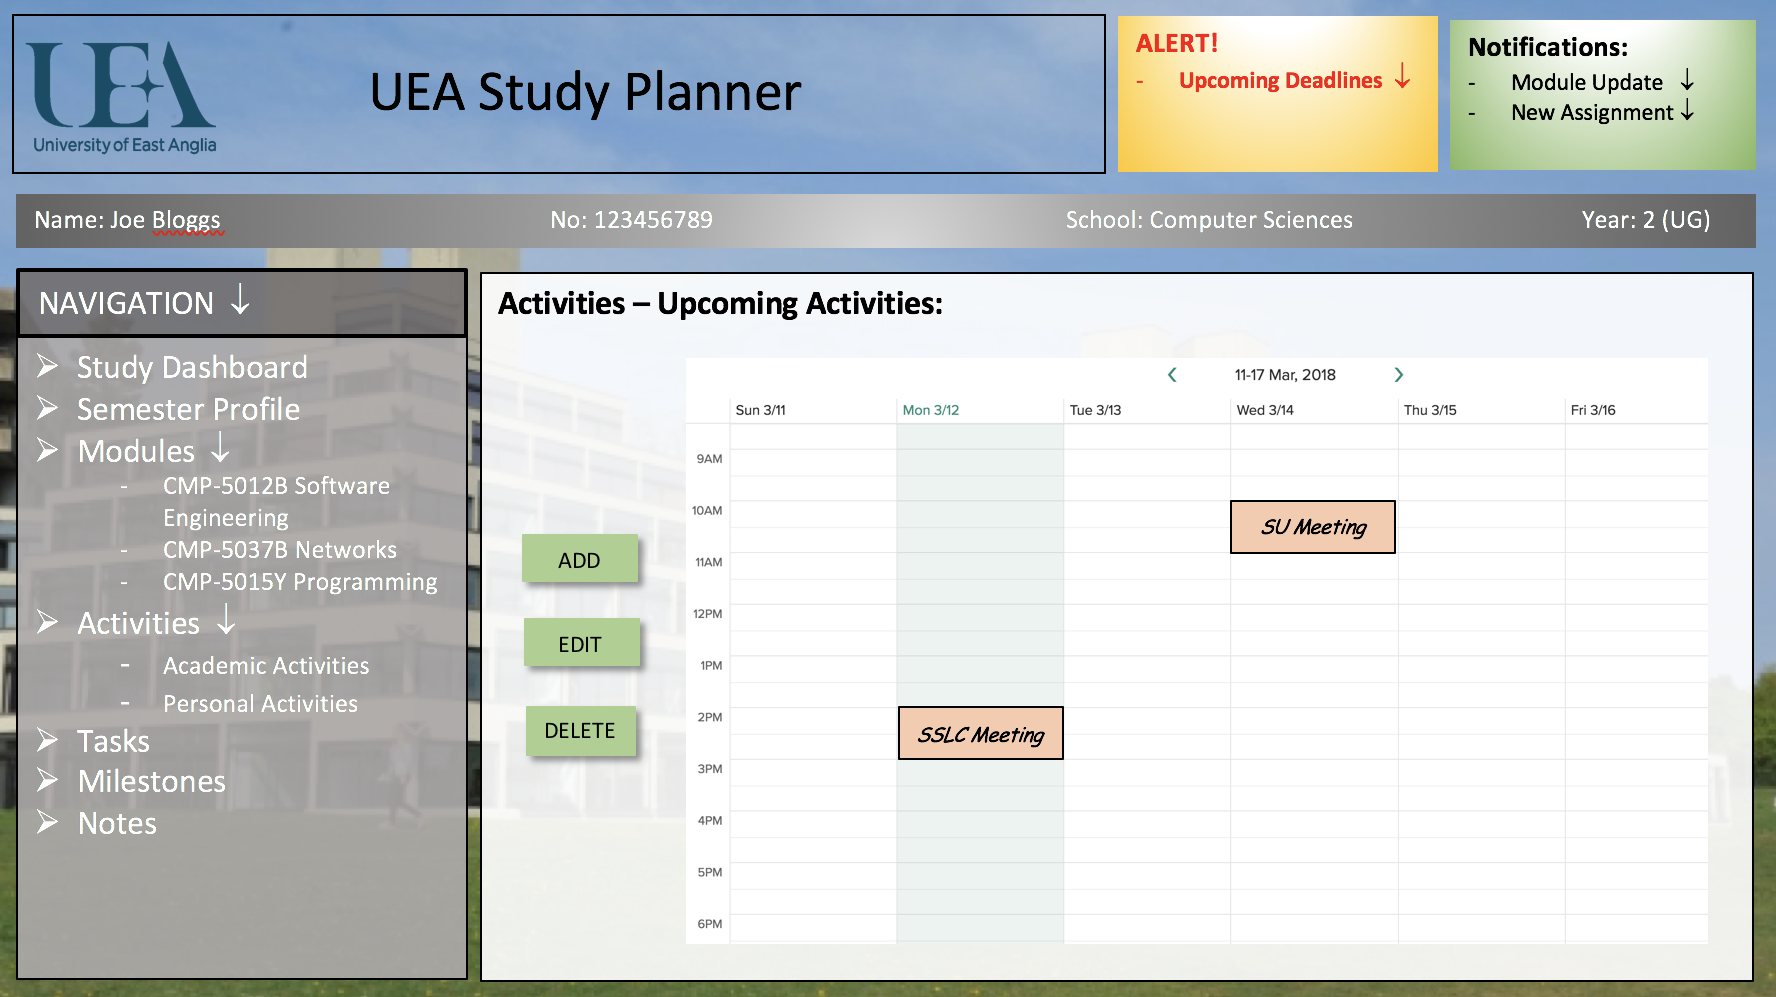 UEA
University of East Anglia
UEA Study Planner
ALERT!
- Upcoming Deadlines ↓
Notifications:
- Module Update ↓
- New Assignment ↓
Name: Joe Bloggs No: 123456789 School: Computer Sciences Year: 2 (UG)
NAVIGATION ↓
➢ Study Dashboard
➢ Semester Profile
➢ Modules ↓
- CMP-5012B Software
Engineering
- CMP-5037B Networks
- CMP-5015Y Programming
➢ Activities ↓
- Academic Activities
- Personal Activities
➢ Tasks
➢ Milestones
➢ Notes
Activities – Upcoming Activities:
ADD
EDIT
DELETE
< 11-17 Mar, 2018 >
Sun 3/11 Mon 3/12 Tue 3/13 Wed 3/14 Thu 3/15 Fri 3/16
9AM
10AM
SU Meeting
11AM
12PM
1PM
2PM
SSLC Meeting
3PM
4PM
5PM
6PM